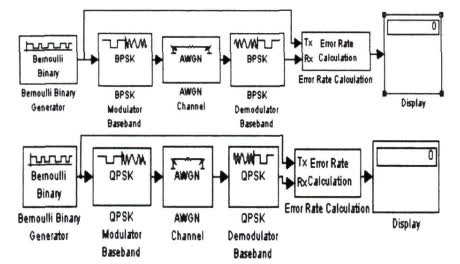 0
Bernoulli
Binary
BPSK
AWGN
BPSK
Tx Error Rate
Rx Calculation
Bernoulli Binary
Generator
BPSK
Modulator
Baseband
AWGN
Channel
BPSK
Demodulator
Baseband
Error Rate Calculation
Display
0
Bernoulli
Binary
QPSK
AWGN
QPSK
Tx Error Rate
Rx Calculation
Bernoulli Binary
Generator
QPSK
Modulator
Baseband
AWGN
Channel
QPSK
Demodulator
Baseband
Error Rate Calculation
Display